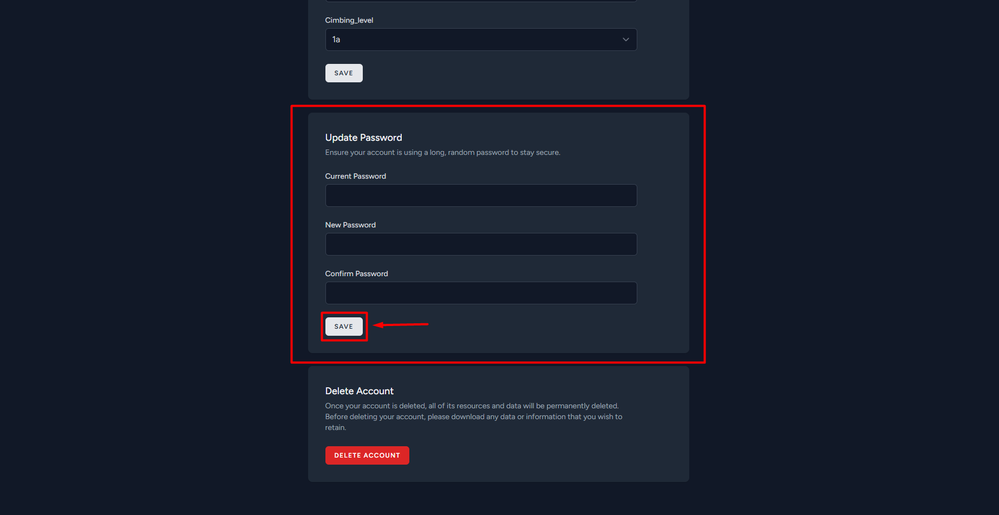 Cimbing_level
1a
SAVE
Update Password
Ensure your account is using a long, random password to stay secure.
Current Password
New Password
Confirm Password
SAVE
Delete Account
Once your account is deleted, all of its resources and data will be permanently deleted.
Before deleting your account, please download any data or information that you wish to
retain.
DELETE ACCOUNT